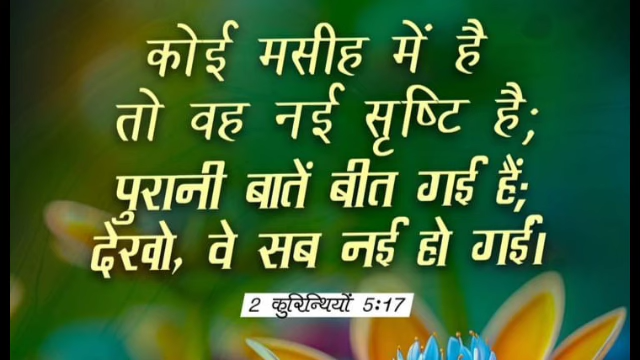 कोई मसीह में है
तो वह नई सृष्टि है;
पुरानी बातें बीत गई हैं;
देखो, वे सब नई हो गई।
2 कुरिन्थियों 5:17